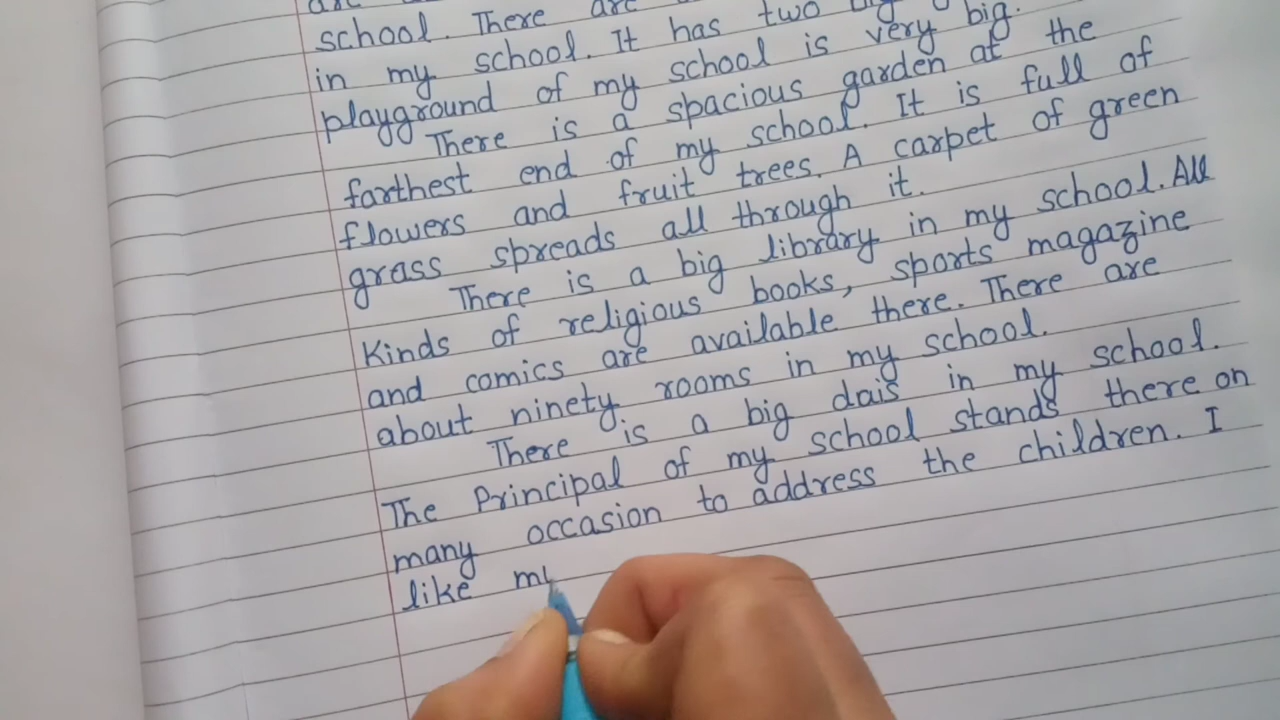 school. There are
in my school. It has two big
playground of my school is very big.
There is a spacious garden at the
farthest end of my school. It is full of
flowers and fruit trees. A carpet of green
grass spreads all through it.
There is a big library in my school. All
Kinds of religious books, sports magazine
and comics are available there. There are
about ninety rooms in my school.
There is a big dais in my school.
The Principal of my school stands there on
many occasion to address the children. I
like my